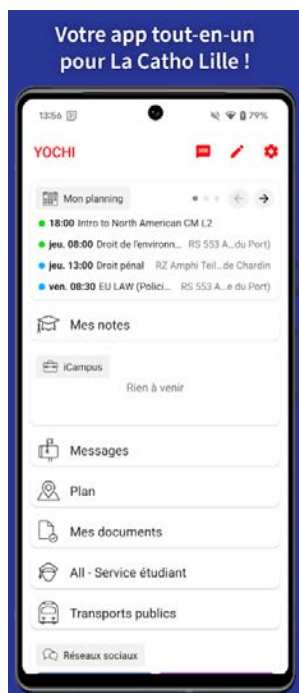 Votre app tout-en-un
pour La Catho Lille !
13:56 79%
YOCHI
Mon planning
18:00 Intro to North American CM L2
jeu. 08:00 Droit de l'environn... RS 553 A...du Port)
jeu. 13:00 Droit pénal RZ Amphi Teil...de Chardin
ven. 08:30 EU LAW (Polici... RS 553 A...e du Port)
Mes notes
iCampus
Rien à venir
Messages
Plan
Mes documents
All - Service étudiant
Transports publics
Réseaux sociaux